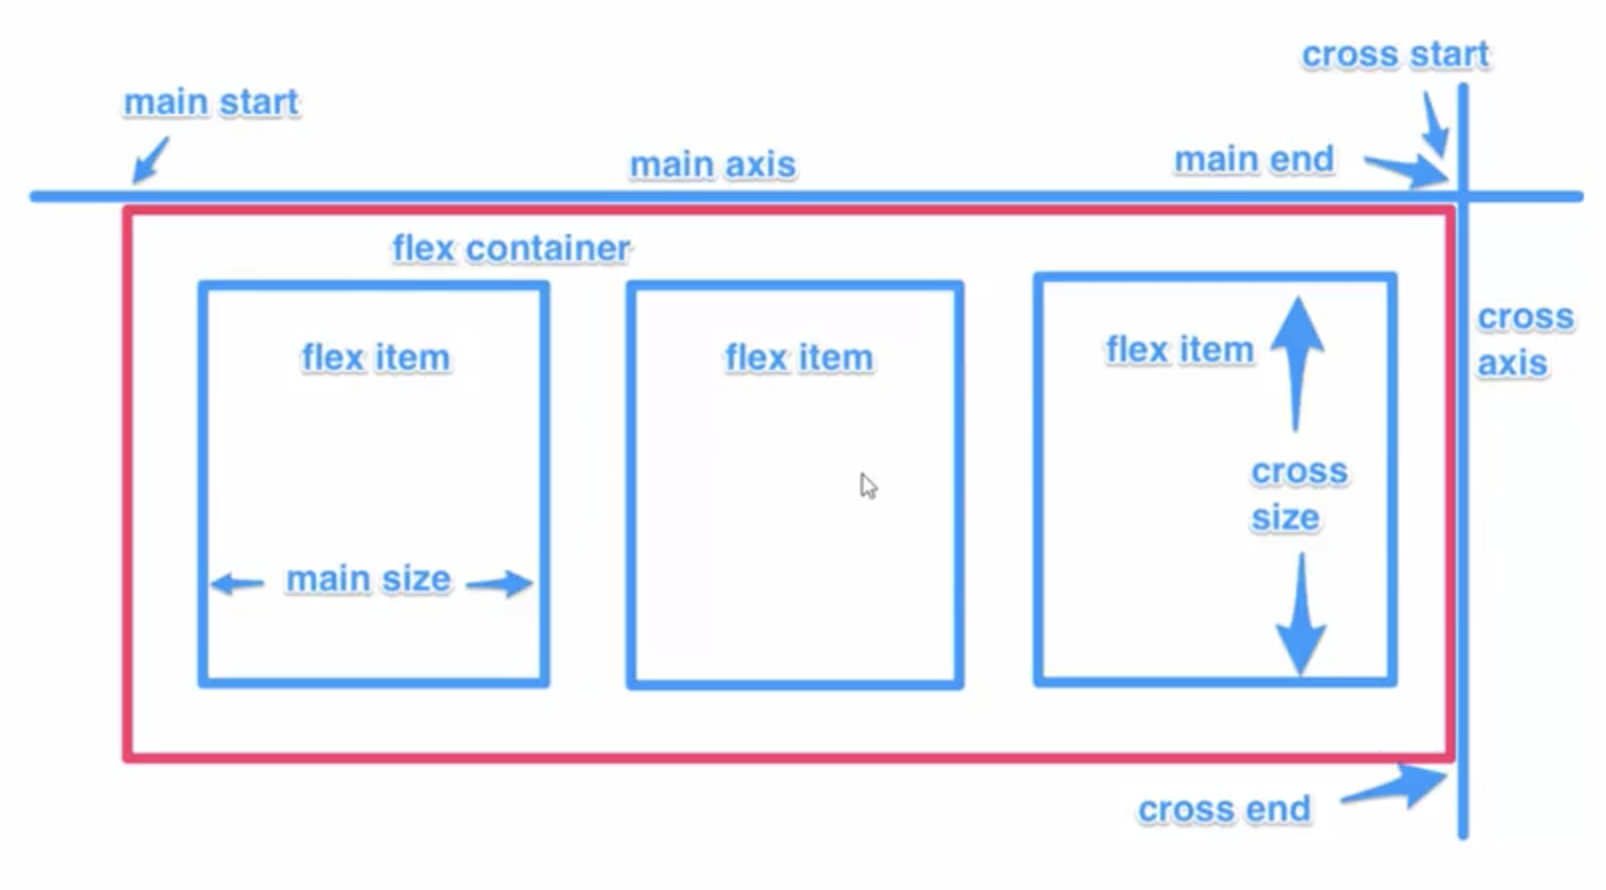 cross start
main start
main axis
main end
flex container
flex item
flex item
flex item
cross
axis
cross
size
main size
cross end